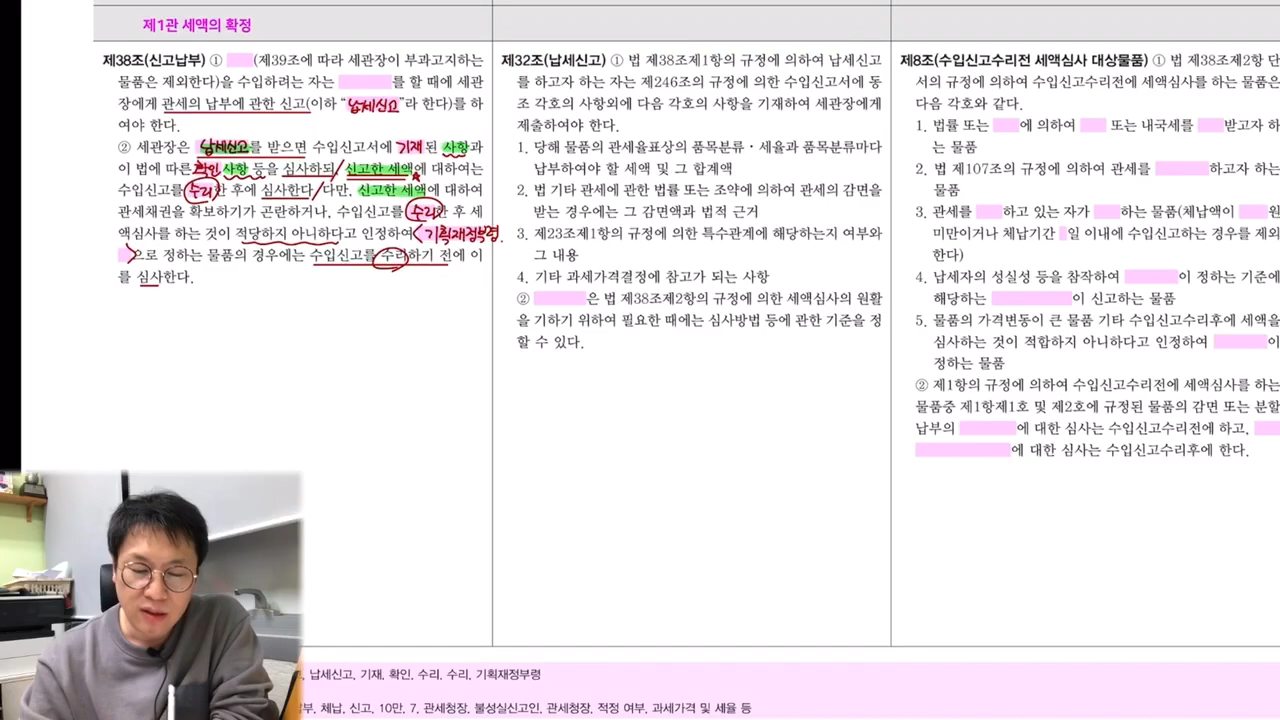 제1관 세액의 확정
제38조(신고납부) ① (제39조에 따라 세관장이 부과고지하는
물품은 제외한다)을 수입하려는 자는 를 할 때에 세관
장에게 관세의 납부에 관한 신고(이하 “납세신고”라 한다)를 하
여야 한다.
② 세관장은 납세신고를 받으면 수입신고서에 기재된 사항과
이 법에 따른 확인 사항 등을 심사하되, 신고한 세액에 대하여는
수입신고를 수리한 후에 심사한다. 다만, 신고한 세액에 대하여
관세채권을 확보하기가 곤란하거나, 수입신고를 수리한 후 세
액심사를 하는 것이 적당하지 아니하다고 인정하여 기획재정부령
으로 정하는 물품의 경우에는 수입신고를 수리하기 전에 이
를 심사한다.
제32조(납세신고) ① 법 제38조제1항의 규정에 의하여 납세신고
를 하고자 하는 자는 제246조의 규정에 의한 수입신고서에 동
조 각호의 사항외에 다음 각호의 사항을 기재하여 세관장에게
제출하여야 한다.
1. 당해 물품의 관세율표상의 품목분류·세율과 품목분류마다
납부하여야 할 세액 및 그 합계액
2. 법 기타 관세에 관한 법률 또는 조약에 의하여 관세의 감면을
받는 경우에는 그 감면액과 법적 근거
3. 제23조제1항의 규정에 의한 특수관계에 해당하는지 여부와
그 내용
4. 기타 과세가격결정에 참고가 되는 사항
② 은 법 제38조제2항의 규정에 의한 세액심사의 원활
을 기하기 위하여 필요한 때에는 심사방법 등에 관한 기준을 정
할 수 있다.
제8조(수입신고수리전 세액심사 대상물품) ① 법 제38조제2항 단
서의 규정에 의하여 수입신고수리전에 세액심사를 하는 물품은
다음 각호와 같다.
1. 법률 또는 에 의하여 또는 내국세를 받고자 하
는 물품
2. 법 제107조의 규정에 의하여 관세를 하고자 하는
물품
3. 관세를 하고 있는 자가 하는 물품(체납액이 원
미만이거나 체납기간 일 이내에 수입신고하는 경우를 제외
한다)
4. 납세자의 성실성 등을 참작하여 이 정하는 기준에
해당하는 이 신고하는 물품
5. 물품의 가격변동이 큰 물품 기타 수입신고수리후에 세액을
심사하는 것이 적합하지 아니하다고 인정하여 이
정하는 물품
② 제1항의 규정에 의하여 수입신고수리전에 세액심사를 하는
물품중 제1항제1호 및 제2호에 규정된 물품의 감면 또는 분할
납부의 에 대한 심사는 수입신고수리전에 하고,
에 대한 심사는 수입신고수리후에 한다.
납세신고, 기재, 확인, 수리, 수리, 기획재정부령
부, 체납, 신고, 10만, 7, 관세청장, 불성실신고인, 관세청장, 적정 여부, 과세가격 및 세율 등